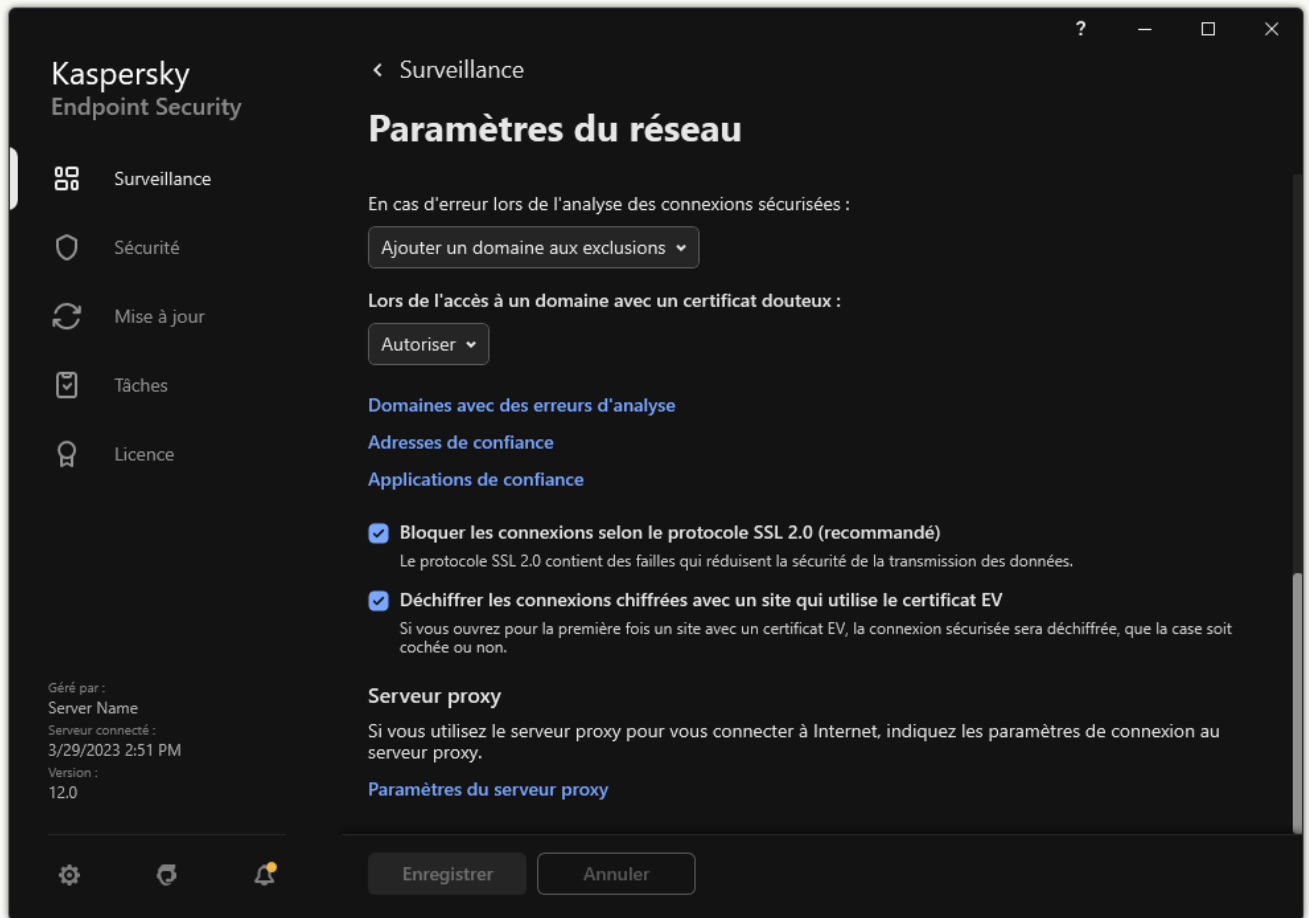 ?
Kaspersky
Endpoint Security
Surveillance
Sécurité
Mise à jour
Tâches
Licence
Géré par :
Server Name
Serveur connecté :
3/29/2023 2:51 PM
Version :
12.0
Surveillance
Paramètres du réseau
En cas d'erreur lors de l'analyse des connexions sécurisées :
Ajouter un domaine aux exclusions
Lors de l'accès à un domaine avec un certificat douteux :
Autoriser
Domaines avec des erreurs d'analyse
Adresses de confiance
Applications de confiance
Bloquer les connexions selon le protocole SSL 2.0 (recommandé)
Le protocole SSL 2.0 contient des failles qui réduisent la sécurité de la transmission des données.
Déchiffrer les connexions chiffrées avec un site qui utilise le certificat EV
Si vous ouvrez pour la première fois un site avec un certificat EV, la connexion sécurisée sera déchiffrée, que la case soit
cochée ou non.
Serveur proxy
Si vous utilisez le serveur proxy pour vous connecter à Internet, indiquez les paramètres de connexion au
serveur proxy.
Paramètres du serveur proxy
Enregistrer
Annuler